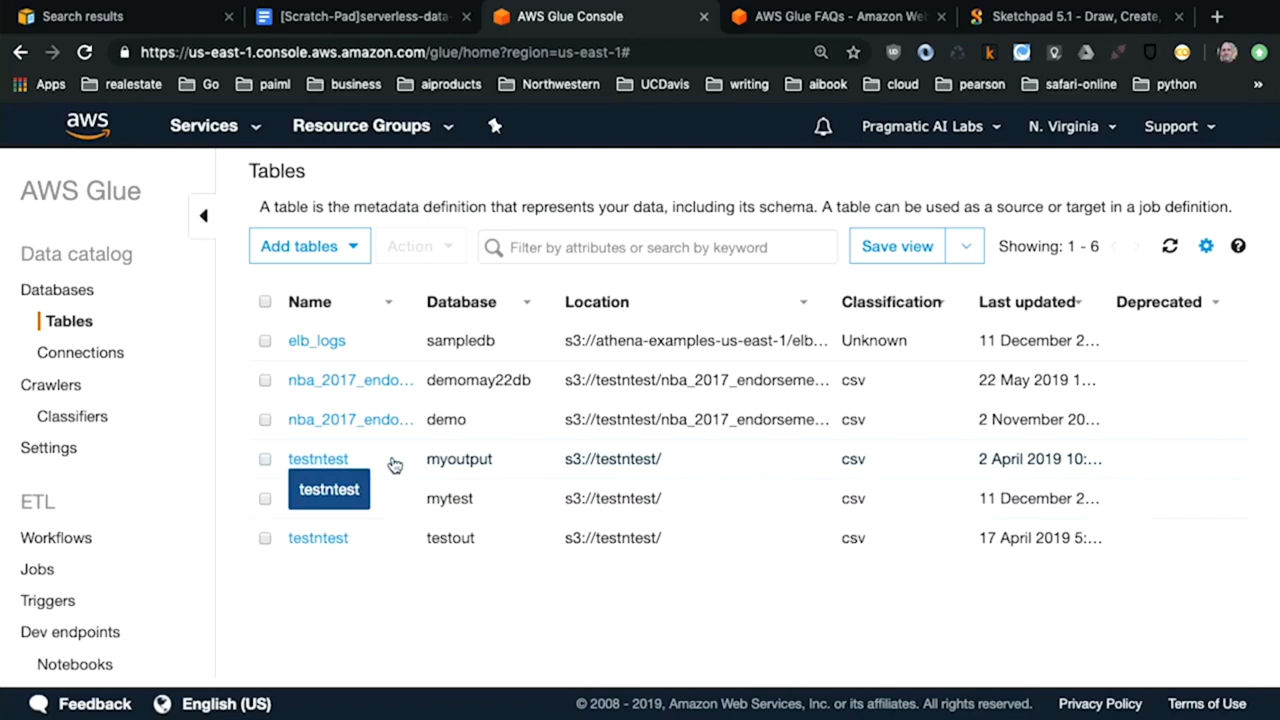 Search results
[Scratch-Pad]serverless-data-
AWS Glue Console
AWS Glue FAQs - Amazon We
Sketchpad 5.1 - Draw, Create,
https://us-east-1.console.aws.amazon.com/glue/home?region=us-east-1#
Apps realestate Go paiml business aiproducts Northwestern UCDavis writing aibook cloud pearson safari-online python »
aws Services Resource Groups Pragmatic AI Labs N. Virginia Support
AWS Glue
Data catalog
Databases
Tables
Connections
Crawlers
Classifiers
Settings
ETL
Workflows
Jobs
Triggers
Dev endpoints
Notebooks
Tables
A table is the metadata definition that represents your data, including its schema. A table can be used as a source or target in a job definition.
Add tables Action Filter by attributes or search by keyword Save view Showing: 1 - 6
Name Database Location Classification Last updated Deprecated
elb_logs sampledb s3://athena-examples-us-east-1/elb... Unknown 11 December 2...
nba_2017_endo... demomay22db s3://testntest/nba_2017_endorseme... csv 22 May 2019 1...
nba_2017_endo... demo s3://testntest/nba_2017_endorseme... csv 2 November 20...
testntest myoutput s3://testntest/ csv 2 April 2019 10:...
testntest mytest s3://testntest/ csv 11 December 2...
testntest testout s3://testntest/ csv 17 April 2019 5:...
Feedback English (US) © 2008 - 2019, Amazon Web Services, Inc. or its affiliates. All rights reserved. Privacy Policy Terms of Use